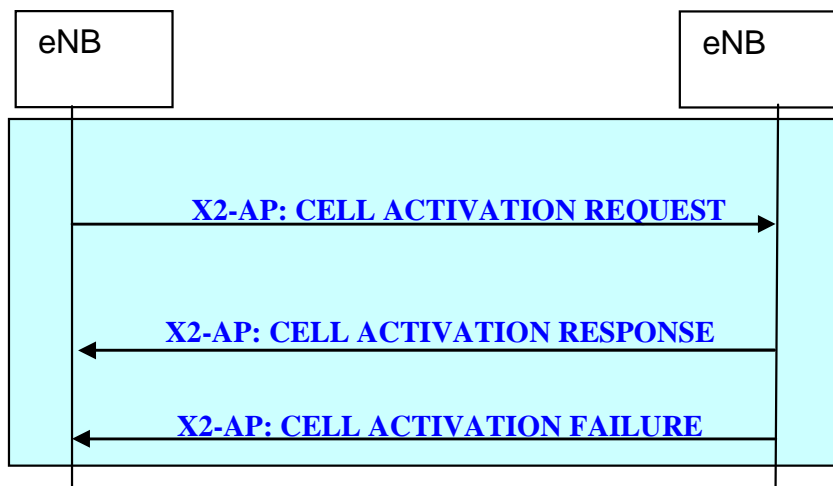 eNB
eNB
X2-AP: CELL ACTIVATION REQUEST
X2-AP: CELL ACTIVATION RESPONSE
X2-AP: CELL ACTIVATION FAILURE